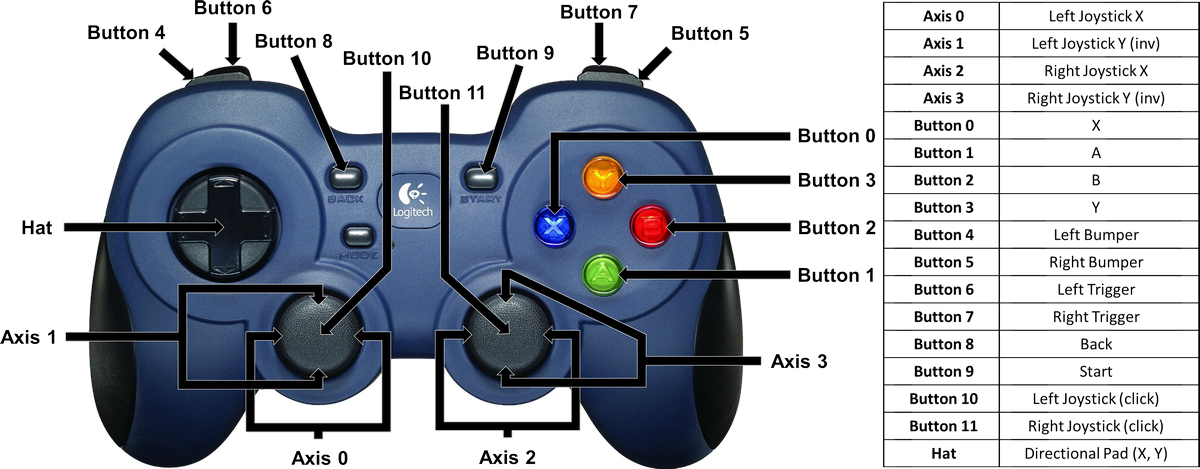 Button 6
Button 7
Button 4
Button 8
Button 10
Button 9
Button 5
Button 11
Button 0
Y
Button 3
BACK
START
Logitech
Hat
X
B
Button 2
MODE
A
Button 1
Axis 1
Axis 3
Axis 0
Axis 2
Axis 0 Left Joystick X
Axis 1 Left Joystick Y (inv)
Axis 2 Right Joystick X
Axis 3 Right Joystick Y (inv)
Button 0 X
Button 1 A
Button 2 B
Button 3 Y
Button 4 Left Bumper
Button 5 Right Bumper
Button 6 Left Trigger
Button 7 Right Trigger
Button 8 Back
Button 9 Start
Button 10 Left Joystick (click)
Button 11 Right Joystick (click)
Hat Directional Pad (X, Y)